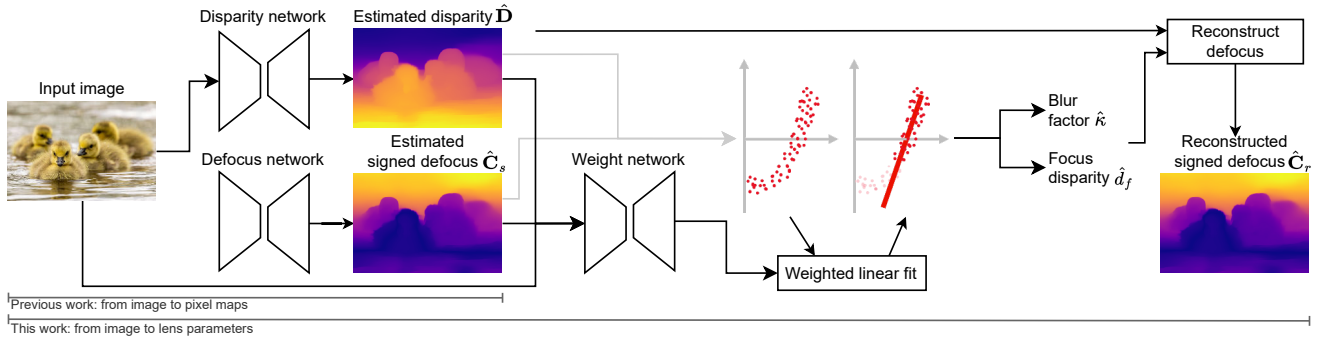 Disparity network
Estimated disparity D̂
Reconstruct
defocus
Input image
Blur
factor κ̂
Estimated
signed defocus Ĉₛ
Defocus network
Weight network
Focus
disparity d̂_f
Reconstructed
signed defocus Ĉᵣ
Weighted linear fit
Previous work: from image to pixel maps
This work: from image to lens parameters